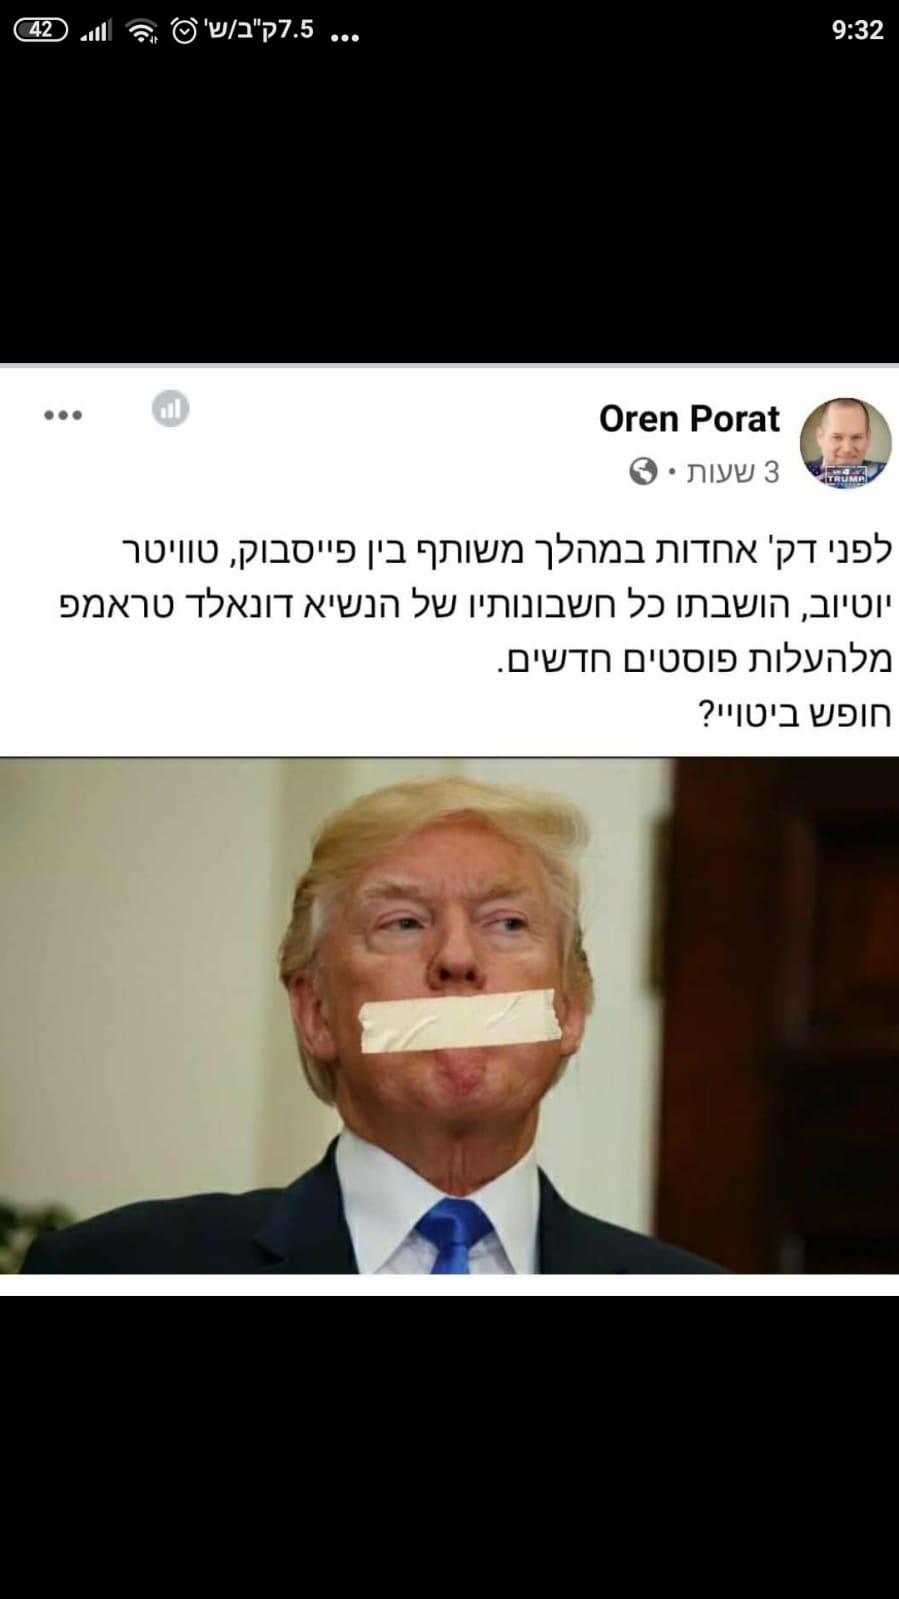 42 7.5ק"ב/ש' ... 9:32
Oren Porat
3 שעות ·
TRUMP
לפני דק' אחדות במהלך משותף בין פייסבוק, טוויטר
יוטיוב, הושבתו כל חשבונותיו של הנשיא דונאלד טראמפ
מלהעלות פוסטים חדשים.
חופש ביטויי?